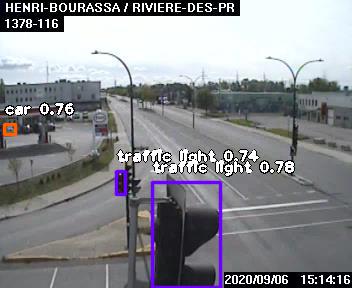 HENRI-BOURASSA / RIVIERE-DES-PR
1378-116
car 0.76
traffic light 0.74
traffic light 0.78
2020/09/06 15:14:16